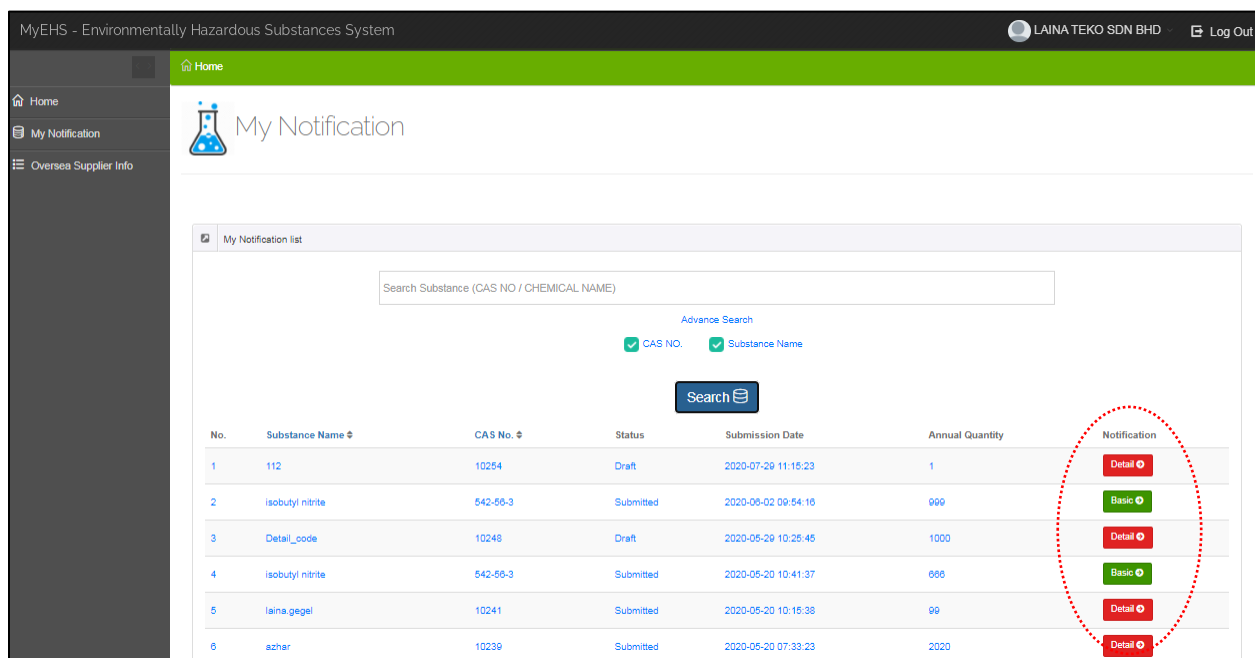 MyEHS - Environmentally Hazardous Substances System LAINA TEKO SDN BHD Log Out
Home
Home
My Notification
Oversea Supplier Info
My Notification
My Notification list
Search Substance (CAS NO / CHEMICAL NAME)
Advance Search
CAS NO. Substance Name
Search
No. Substance Name CAS No. Status Submission Date Annual Quantity Notification
1 112 10254 Draft 2020-07-29 11:15:23 1 Detail
2 isobutyl nitrite 542-56-3 Submitted 2020-06-02 09:54:16 999 Basic
3 Detail_code 10248 Draft 2020-05-29 10:25:45 1000 Detail
4 isobutyl nitrite 542-56-3 Submitted 2020-05-20 10:41:37 666 Basic
5 laina.gegel 10241 Submitted 2020-05-20 10:15:38 99 Detail
6 azhar 10239 Submitted 2020-05-20 07:33:23 2020 Detail